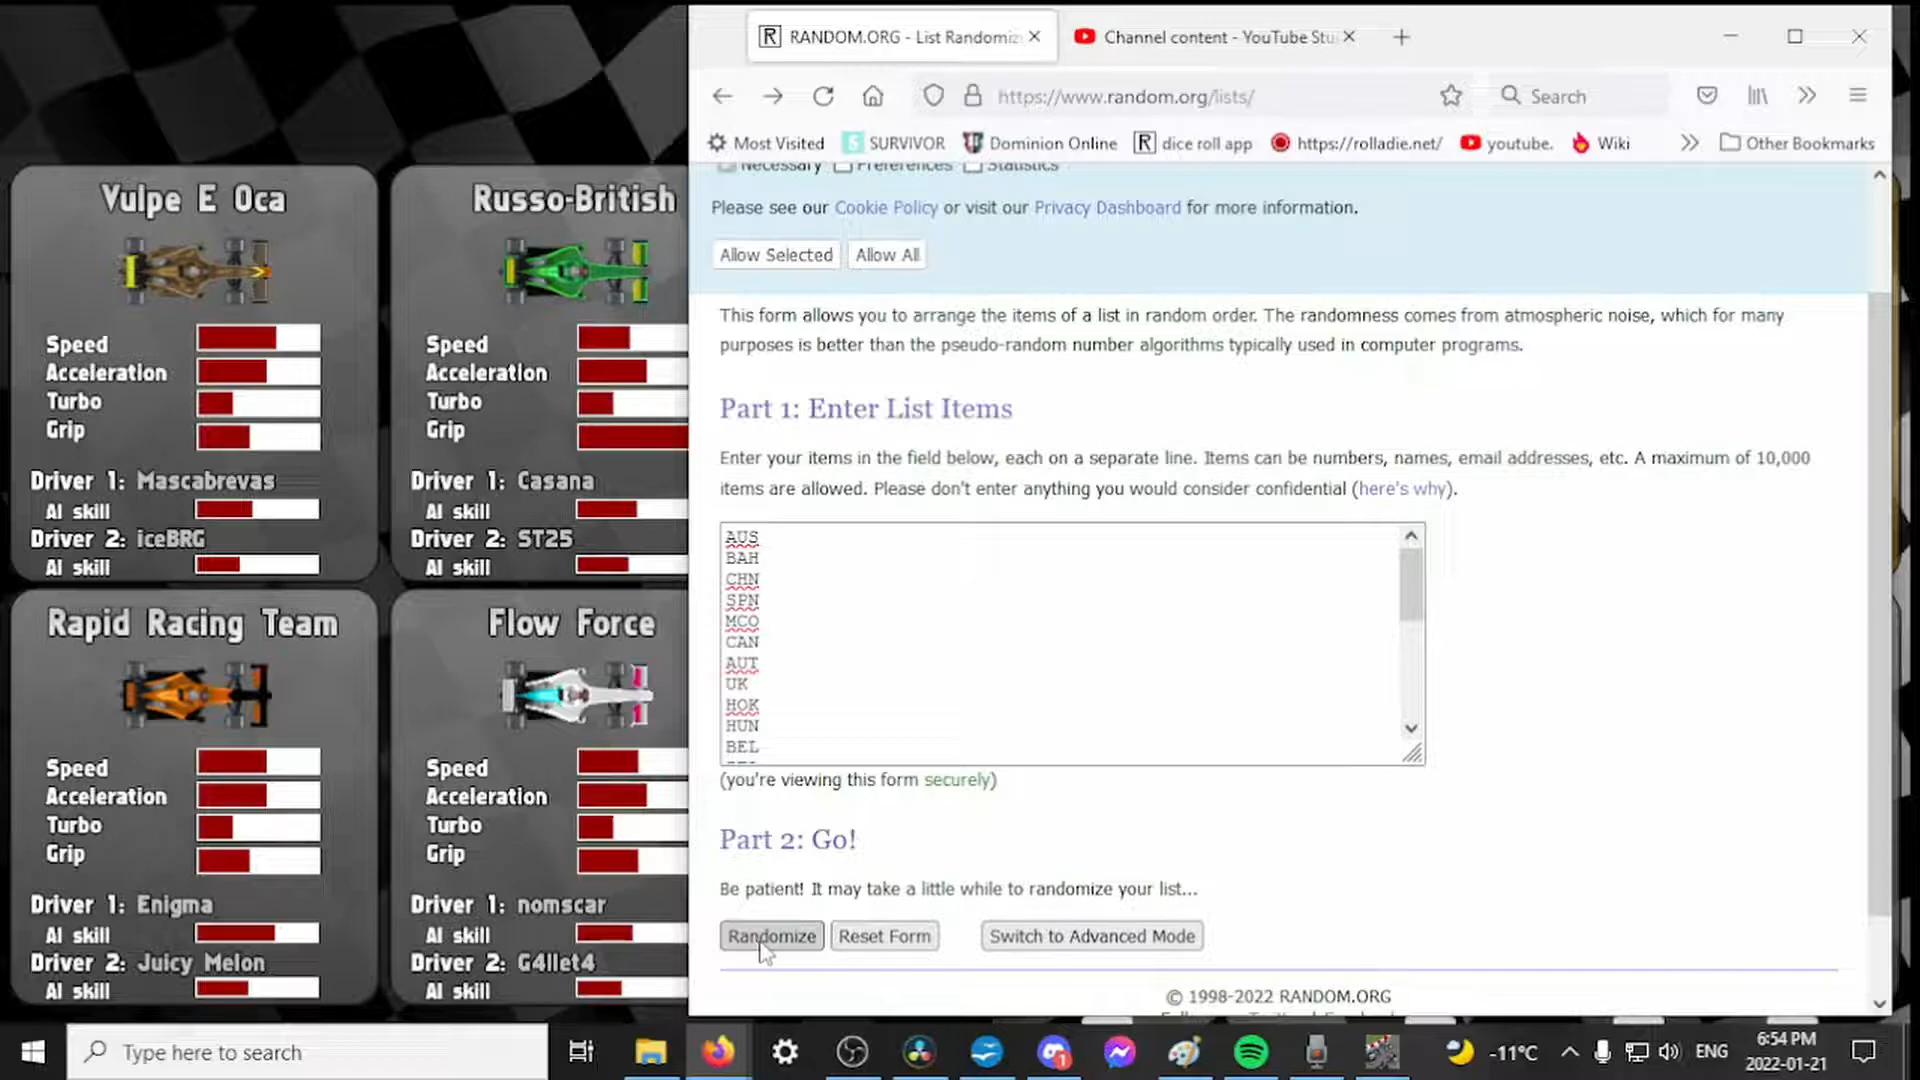 RANDOM.ORG - List Randomiz
Channel content - YouTube Stu
https://www.random.org/lists/
Search
Most Visited
SURVIVOR
Dominion Online
dice roll app
https://rolladie.net/
youtube.
Wiki
Other Bookmarks
Necessary Preferences Statistics
Please see our Cookie Policy or visit our Privacy Dashboard for more information.
Allow Selected
Allow All
This form allows you to arrange the items of a list in random order. The randomness comes from atmospheric noise, which for many
purposes is better than the pseudo-random number algorithms typically used in computer programs.
Part 1: Enter List Items
Enter your items in the field below, each on a separate line. Items can be numbers, names, email addresses, etc. A maximum of 10,000
items are allowed. Please don't enter anything you would consider confidential (here's why).
AUS
BAH
CHN
SPN
MCO
CAN
AUT
UK
HOK
HUN
BEL
(you're viewing this form securely)
Part 2: Go!
Be patient! It may take a little while to randomize your list...
Randomize
Reset Form
Switch to Advanced Mode
© 1998-2022 RANDOM.ORG
Vulpe E Oca
Speed
Acceleration
Turbo
Grip
Driver 1: Mascabrevas
AI skill
Driver 2: iceBRG
AI skill
Russo-British
Speed
Acceleration
Turbo
Grip
Driver 1: Casana
AI skill
Driver 2: ST25
AI skill
Rapid Racing Team
Speed
Acceleration
Turbo
Grip
Driver 1: Enigma
AI skill
Driver 2: Juicy Melon
AI skill
Flow Force
Speed
Acceleration
Turbo
Grip
Driver 1: nomscar
AI skill
Driver 2: G4llet4
AI skill
Type here to search
-11°C
ENG
6:54 PM
2022-01-21